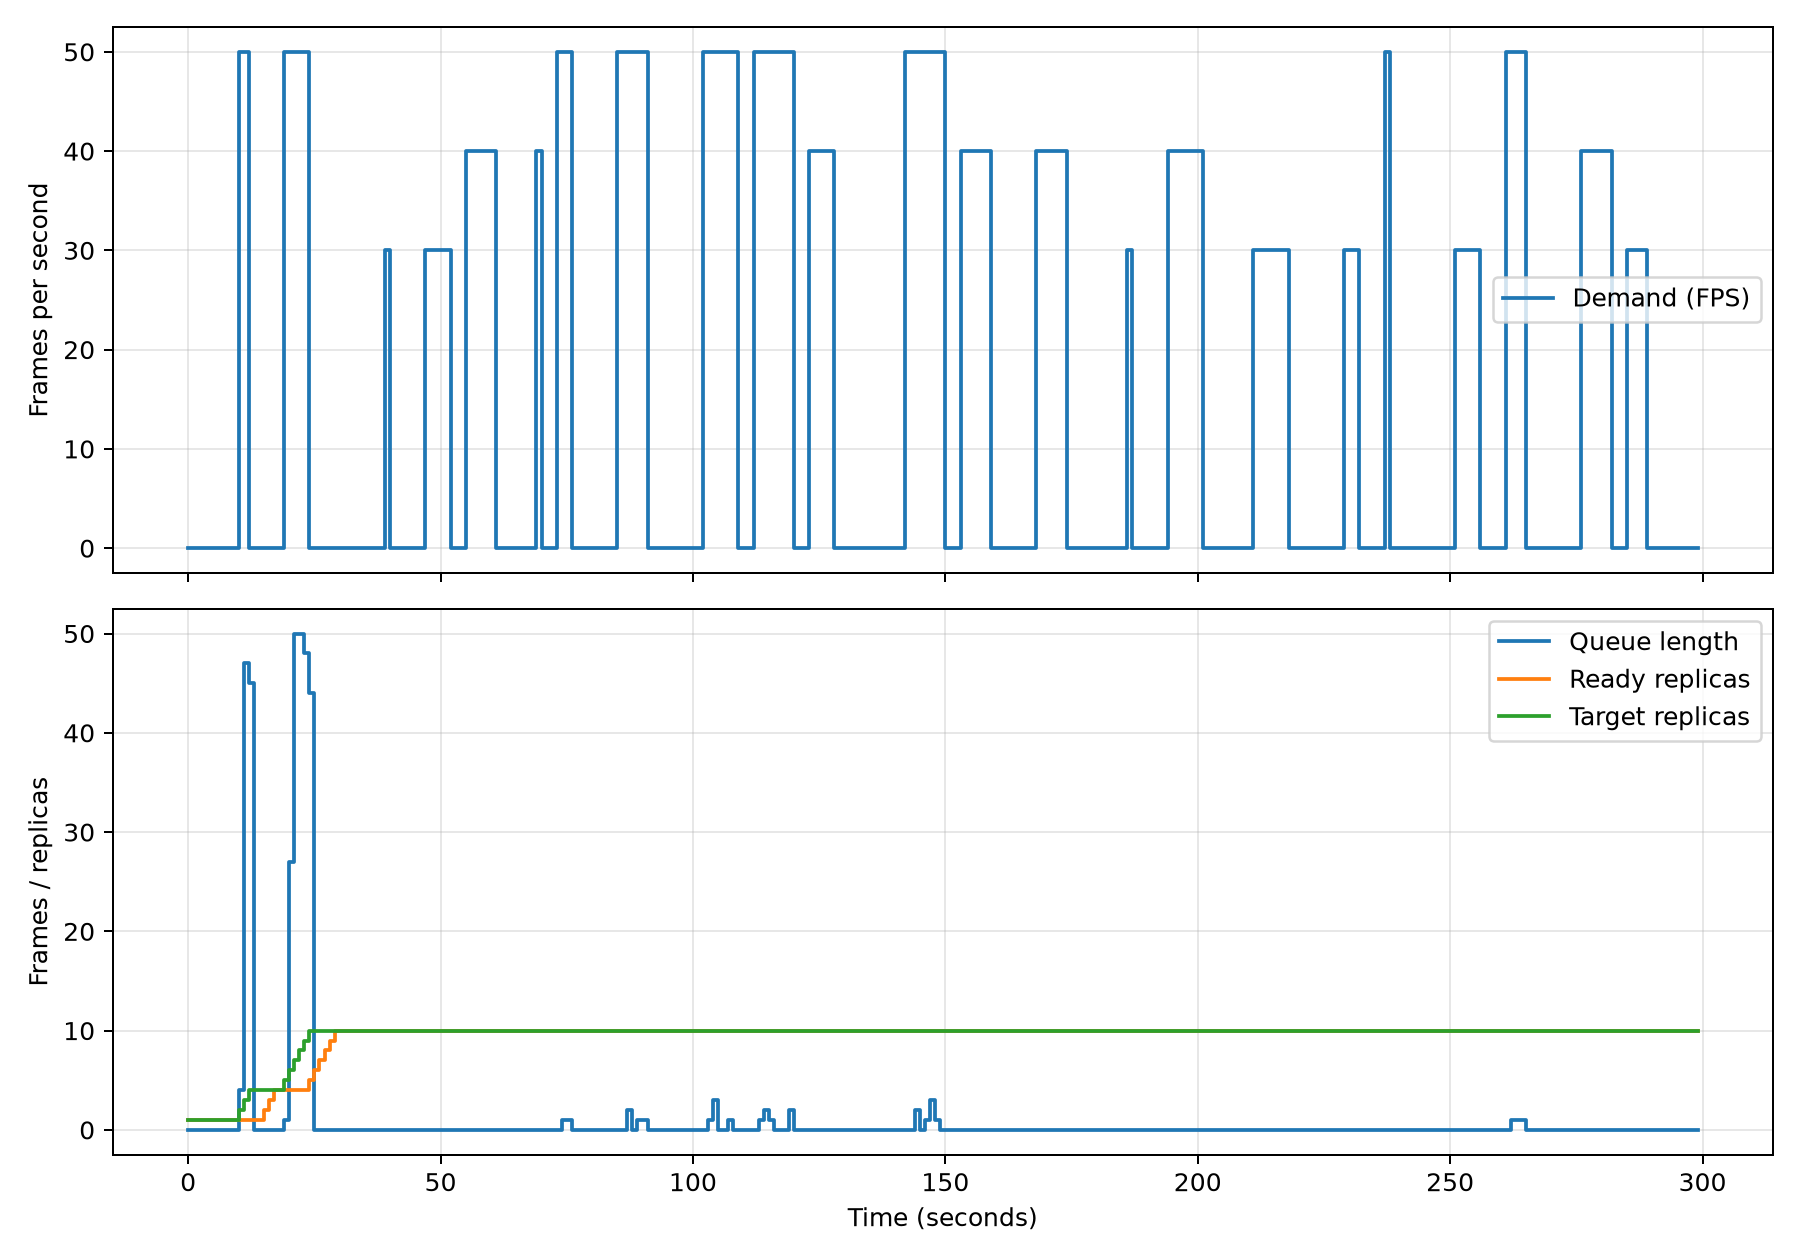 50
40
30
20
10
0
Frames per second
Demand (FPS)
50
40
30
20
10
0
Frames / replicas
Queue length
Ready replicas
Target replicas
0 50 100 150 200 250 300
Time (seconds)